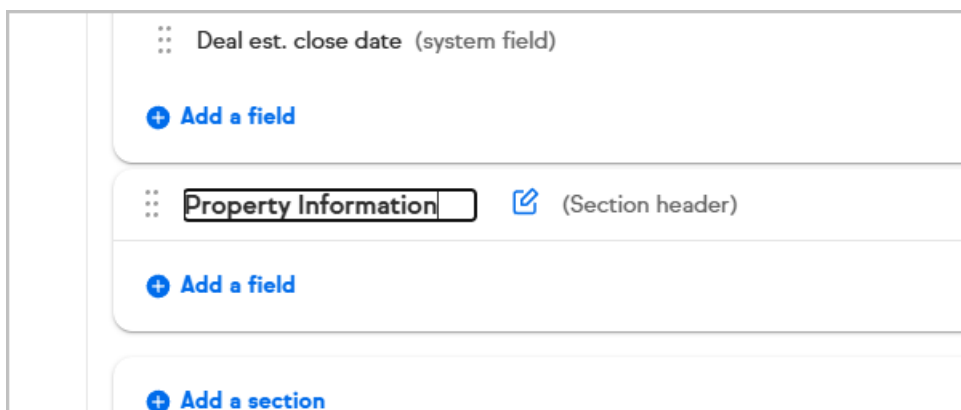 Deal est. close date (system field)
Add a field
Property Information (Section header)
Add a field
Add a section